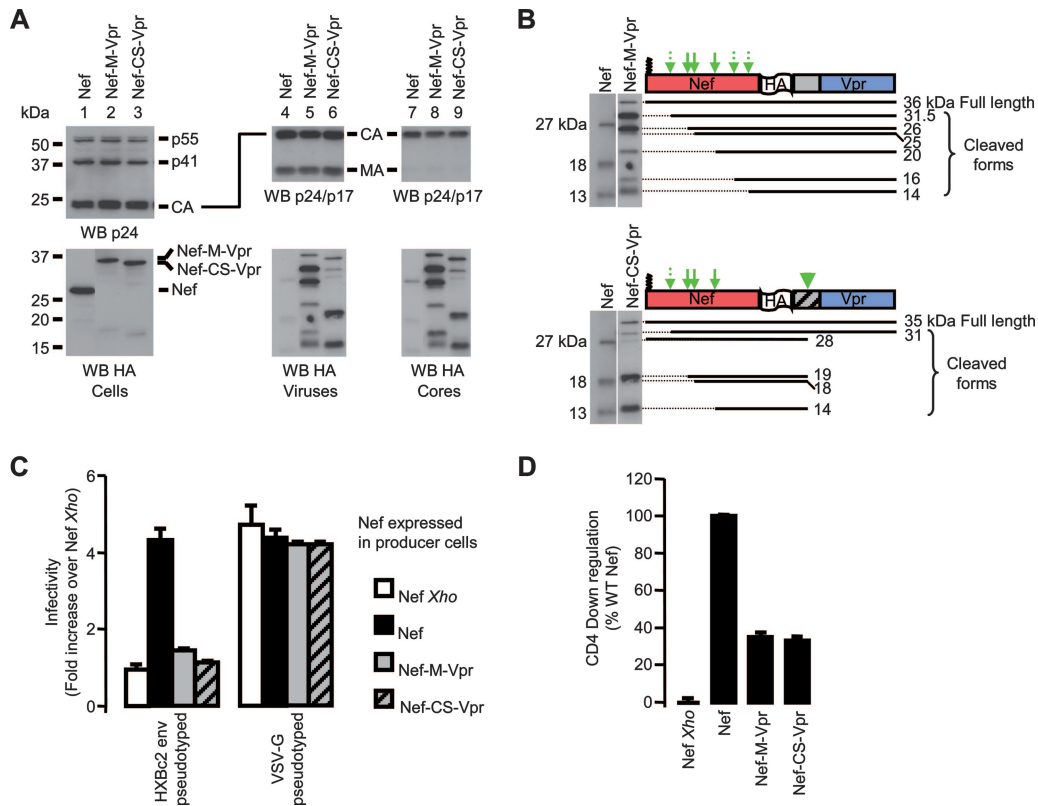 A
Nef
Nef-M-Vpr
Nef-CS-Vpr
Nef
Nef-M-Vpr
Nef-CS-Vpr
Nef
Nef-M-Vpr
Nef-CS-Vpr
kDa 1 2 3 4 5 6 7 8 9
50
37
25
p55
p41
CA
CA
MA
WB p24
WB p24/p17
WB p24/p17
37
25
20
15
Nef-M-Vpr
Nef-CS-Vpr
Nef
WB HA
Cells
WB HA
Viruses
WB HA
Cores
B
Nef
Nef-M-Vpr
Nef HA Vpr
27 kDa
18
13
36 kDa Full length
31.5
26
25
20
16
14
Cleaved
forms
Nef
Nef-CS-Vpr
Nef HA Vpr
27 kDa
18
13
35 kDa Full length
31
28
19
18
14
Cleaved
forms
C
Infectivity
(Fold increase over Nef Xho)
6
4
2
0
HXBc2 env
pseudotyped
VSV-G
pseudotyped
Nef expressed
in producer cells
Nef Xho
Nef
Nef-M-Vpr
Nef-CS-Vpr
D
CD4 Down regulation
(% WT Nef)
120
100
80
60
40
20
0
Nef Xho
Nef
Nef-M-Vpr
Nef-CS-Vpr